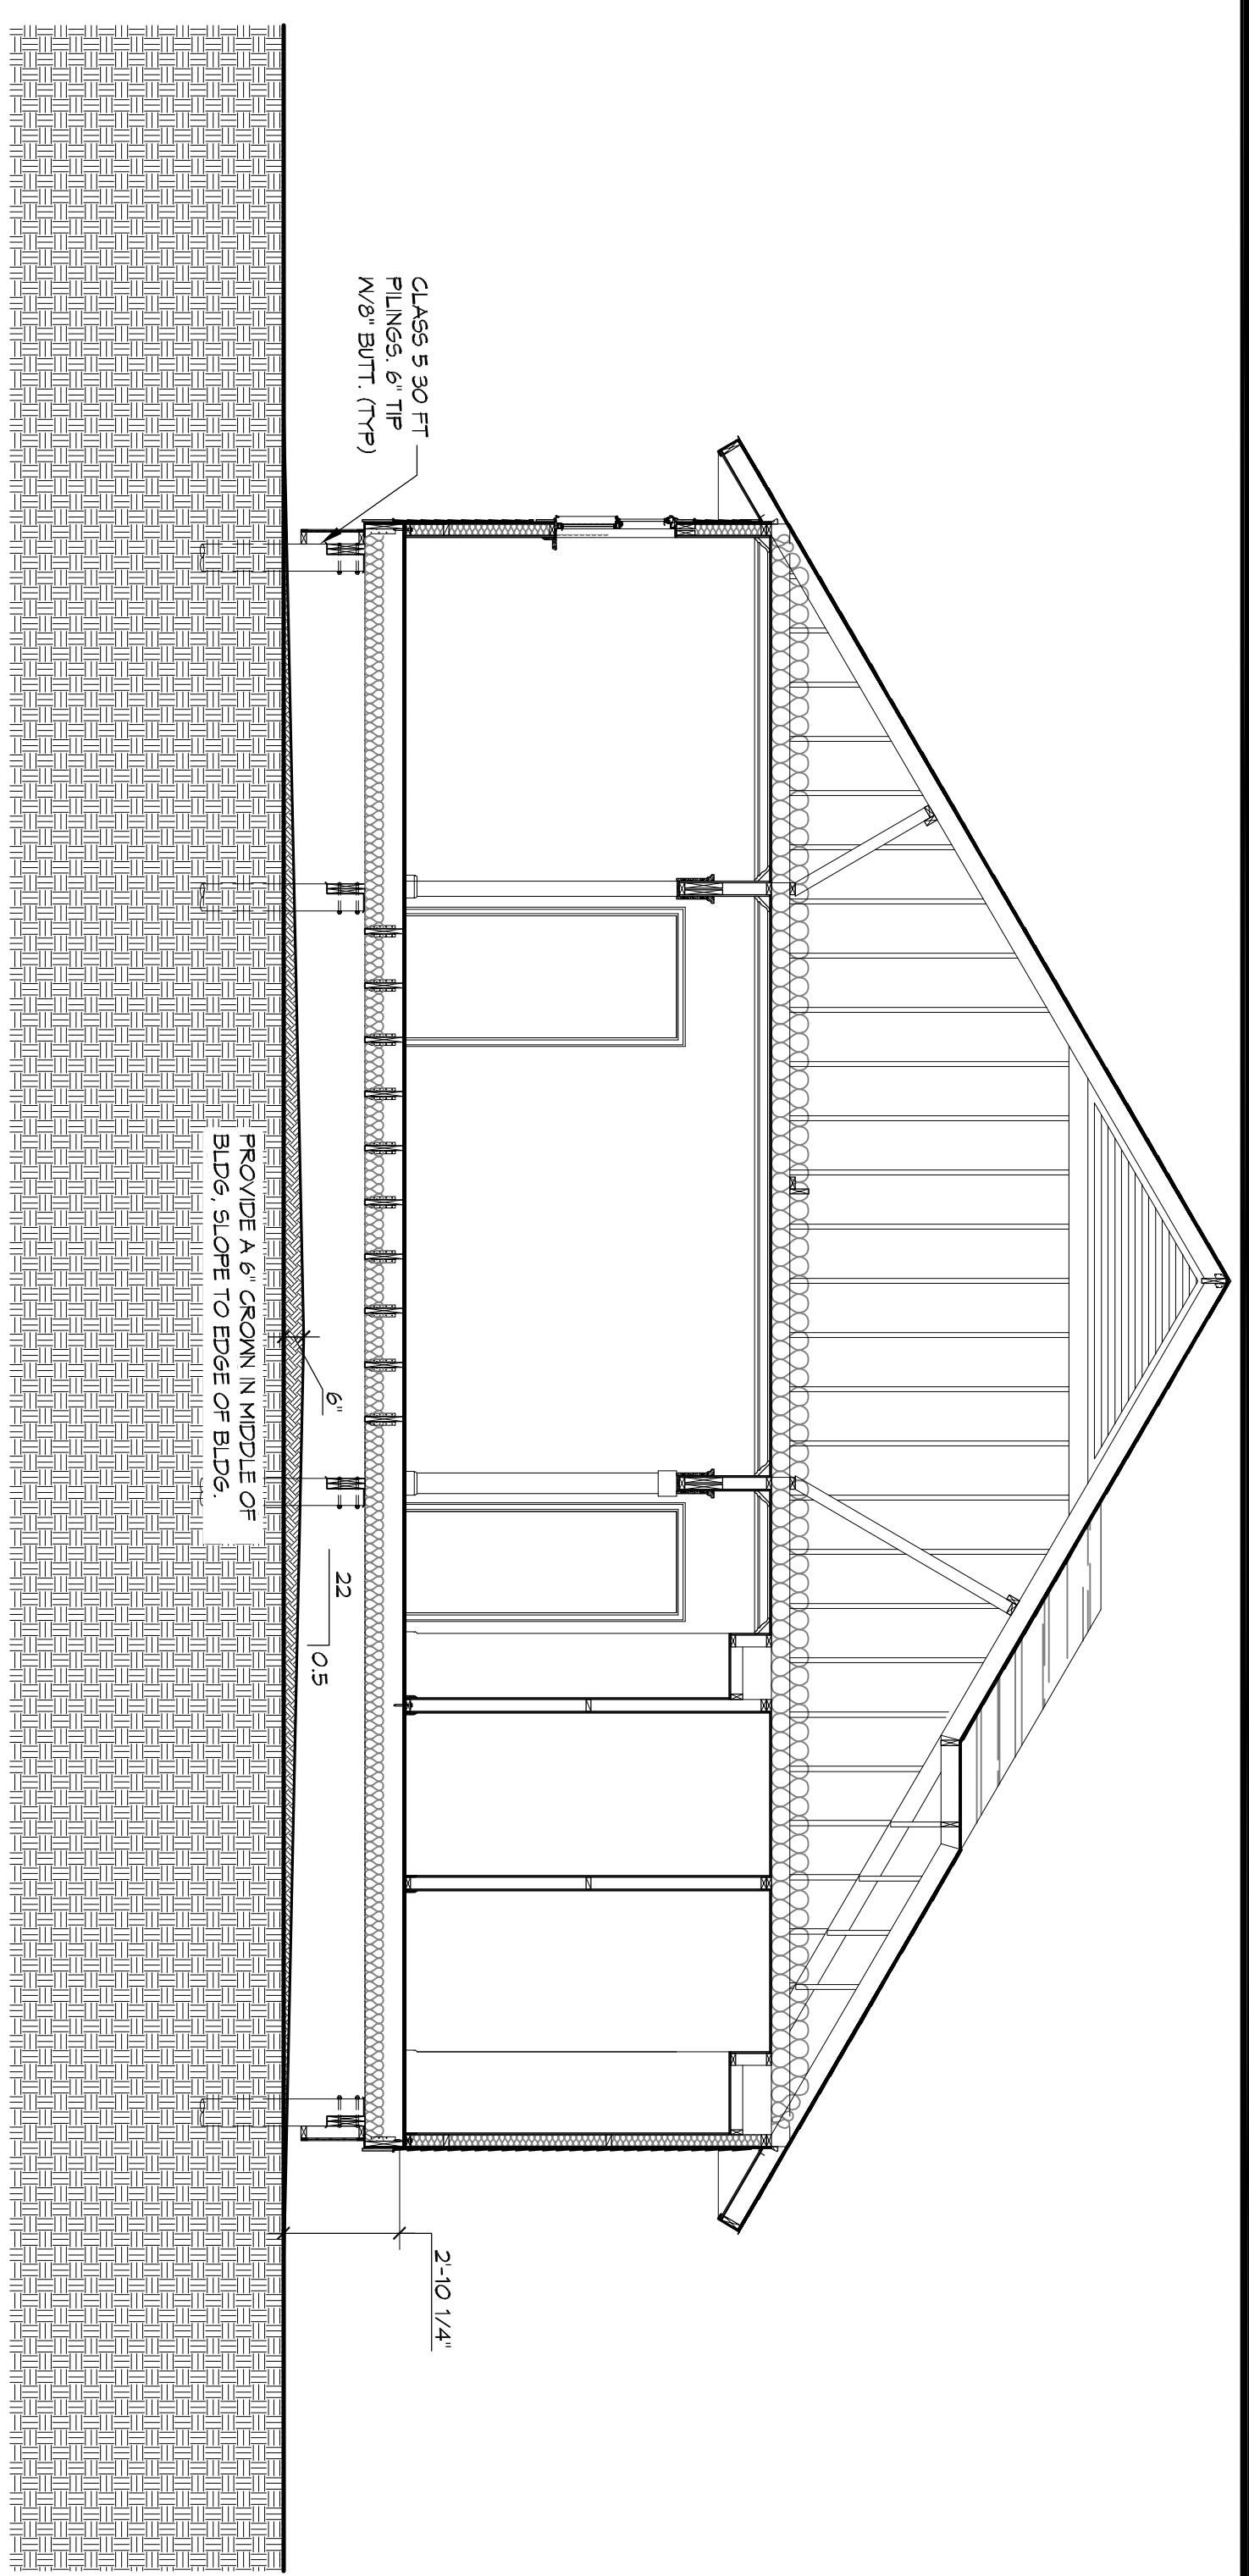 CLASS 5 30 FT
PILINGS. 6" TIP
W/8" BUTT. (TYP)
PROVIDE A 6" CROWN IN MIDDLE OF
BLDG, SLOPE TO EDGE OF BLDG.
6"
22
0.5
2'-10 1/4"